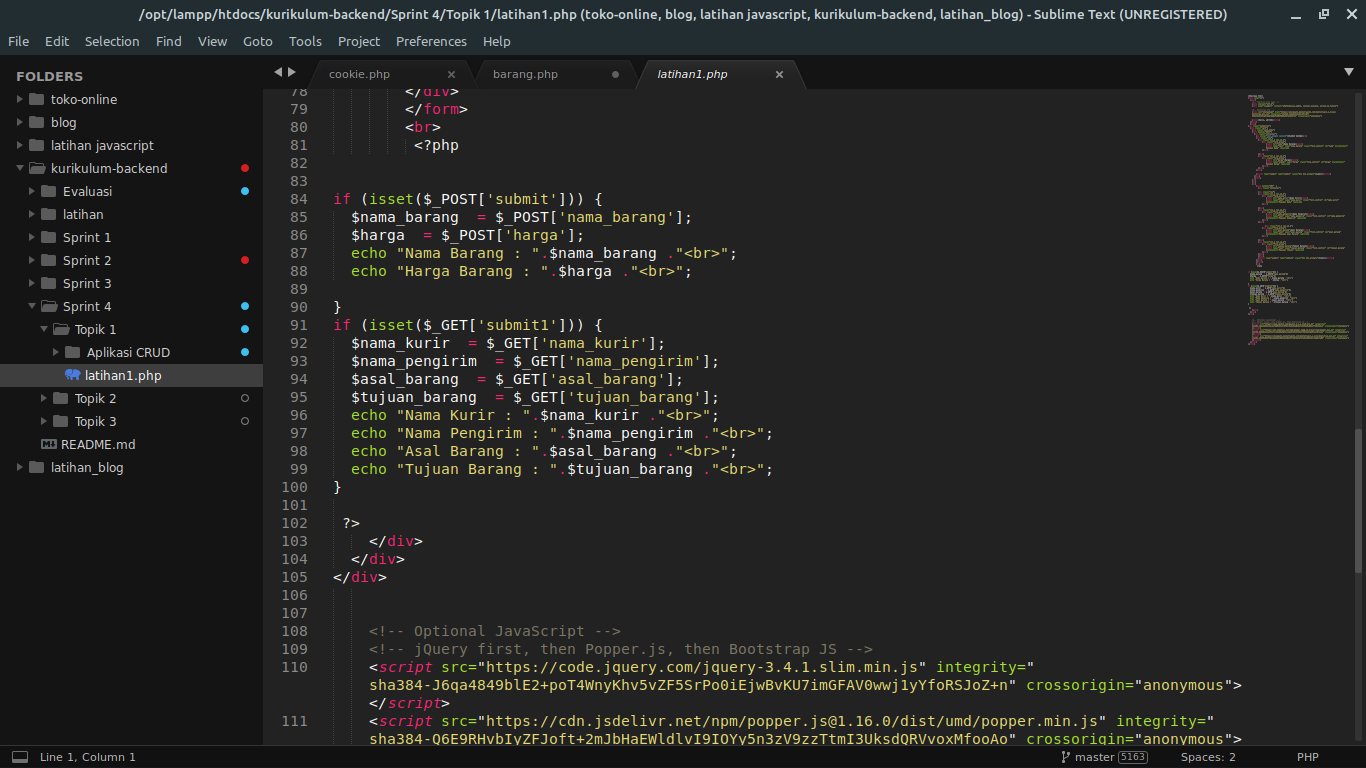 /opt/lampp/htdocs/kurikulum-backend/Sprint 4/Topik 1/latihan1.php (toko-online, blog, latihan javascript, kurikulum-backend, latihan_blog) - Sublime Text (UNREGISTERED)
File Edit Selection Find View Goto Tools Project Preferences Help
FOLDERS
toko-online
blog
latihan javascript
kurikulum-backend
Evaluasi
latihan
Sprint 1
Sprint 2
Sprint 3
Sprint 4
Topik 1
Aplikasi CRUD
latihan1.php
Topik 2
Topik 3
README.md
latihan_blog
cookie.php barang.php latihan1.php
78 </div>
79 </form>
80 <br>
81 <?php
82
83
84 if (isset($_POST['submit'])) {
85 $nama_barang  = $_POST['nama_barang'];
86 $harga  = $_POST['harga'];
87 echo "Nama Barang : ".$nama_barang ."<br>";
88 echo "Harga Barang : ".$harga ."<br>";
89
90 }
91 if (isset($_GET['submit1'])) {
92 $nama_kurir  = $_GET['nama_kurir'];
93 $nama_pengirim  = $_GET['nama_pengirim'];
94 $asal_barang  = $_GET['asal_barang'];
95 $tujuan_barang  = $_GET['tujuan_barang'];
96 echo "Nama Kurir : ".$nama_kurir ."<br>";
97 echo "Nama Pengirim : ".$nama_pengirim ."<br>";
98 echo "Asal Barang : ".$asal_barang ."<br>";
99 echo "Tujuan Barang : ".$tujuan_barang ."<br>";
100 }
101
102 ?>
103 </div>
104 </div>
105 </div>
106
107
108 <!-- Optional JavaScript -->
109 <!-- jQuery first, then Popper.js, then Bootstrap JS -->
110 <script src="https://code.jquery.com/jquery-3.4.1.slim.min.js" integrity="
sha384-J6qa4849blE2+poT4WnyKhv5vZF5SrPo0iEjwBvKU7imGFAV0wwj1yYfoRSJoZ+n" crossorigin="anonymous">
</script>
111 <script src="https://cdn.jsdelivr.net/npm/popper.js@1.16.0/dist/umd/popper.min.js" integrity="
sha384-Q6E9RHvbIyZFJoft+2mJbHaEWldlvI9IOYy5n3zV9zzTtmI3UksdQRVvoxMfooAo" crossorigin="anonymous">
Line 1, Column 1 master 5163 Spaces: 2 PHP